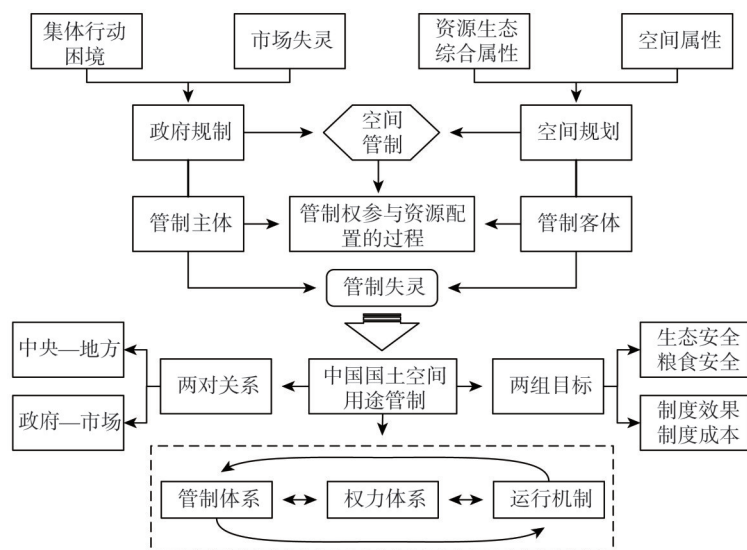 集体行动
困境
市场失灵
资源生态
综合属性
空间属性
政府规制
空间
管制
空间规划
管制主体
管制权参与资源配
置的过程
管制客体
管制失灵
中央—地方
政府—市场
两对关系
中国国土空间
用途管制
两组目标
生态安全
粮食安全
制度效果
制度成本
管制体系
权力体系
运行机制